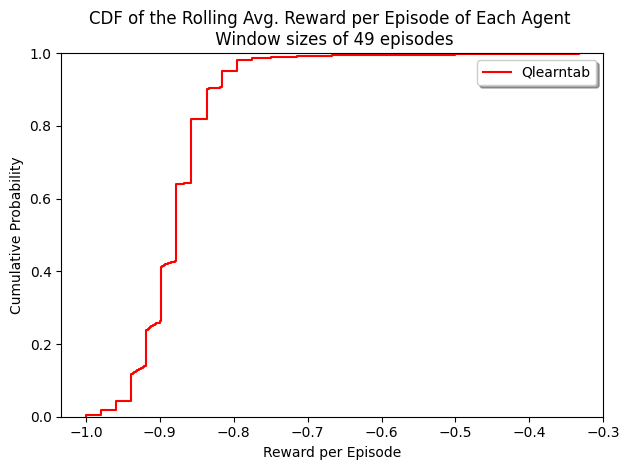 CDF of the Rolling Avg. Reward per Episode of Each Agent
Window sizes of 49 episodes
Qlearntab
Cumulative Probability
1.0
0.8
0.6
0.4
0.2
0.0
−1.0 −0.9 −0.8 −0.7 −0.6 −0.5 −0.4 −0.3
Reward per Episode